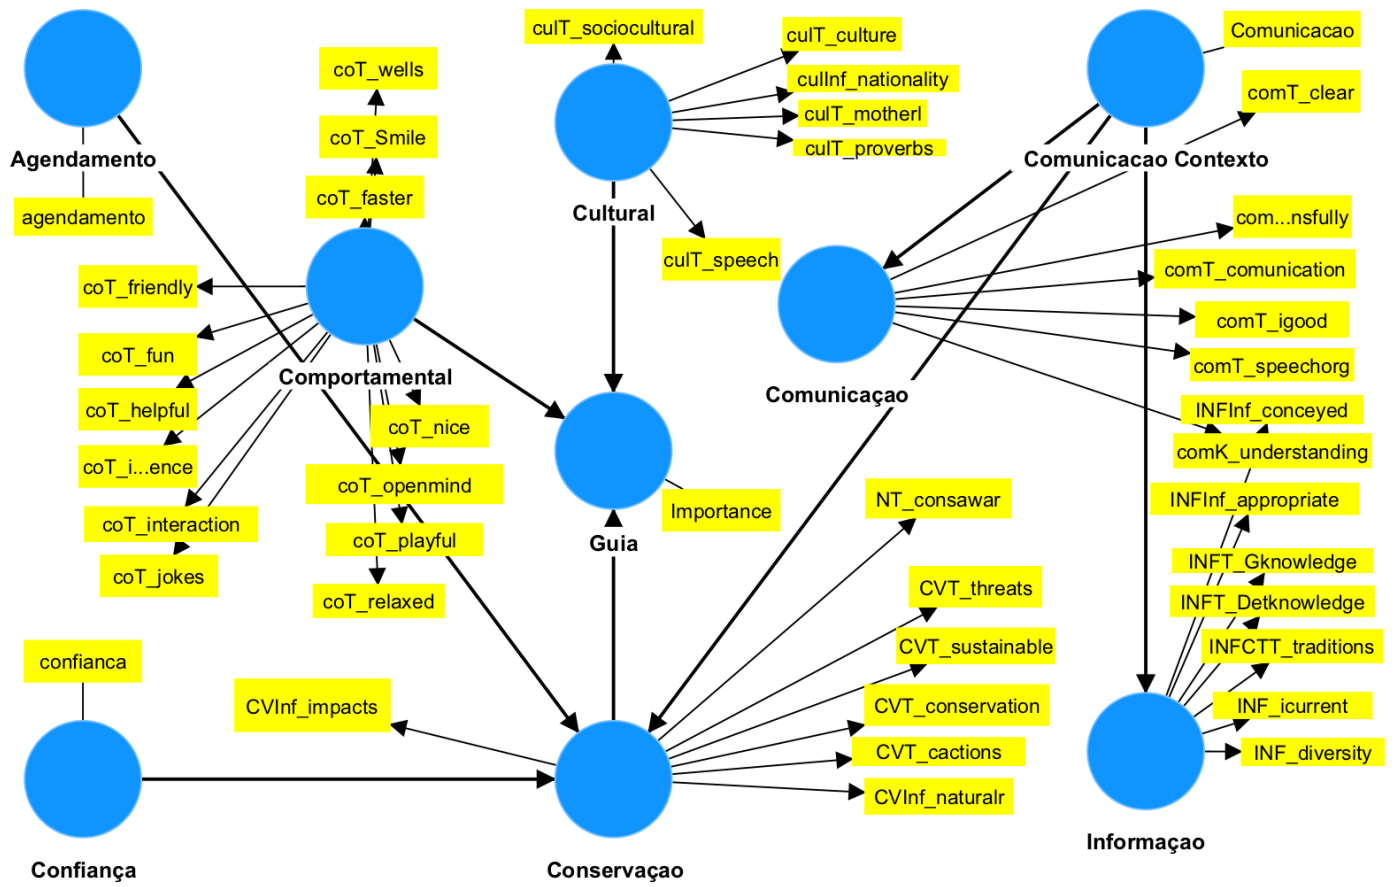 culT_sociocultural
Comunicacao
culT_culture
coT_wells
culInf_nationality
comT_clear
culT_motherl
coT_Smile
culT_proverbs
Agendamento
Comunicacao Contexto
coT_faster
agendamento
Cultural
com...nsfully
culT_speech
comT_comunication
coT_friendly
comT_igood
coT_fun
comT_speechorg
Comportamental
Comunicaçao
coT_helpful
INFInf_conceyed
coT_nice
comK_understanding
coT_i...ence
coT_openmind
NT_consawar
INFInf_appropriate
Importance
coT_interaction
coT_playful
Guia
INFT_Gknowledge
coT_jokes
CVT_threats
coT_relaxed
INFT_Detknowledge
confianca
CVT_sustainable
INFCTT_traditions
CVInf_impacts
CVT_conservation
INF_icurrent
CVT_cactions
INF_diversity
CVInf_naturalr
Informaçao
Confiança
Conservaçao